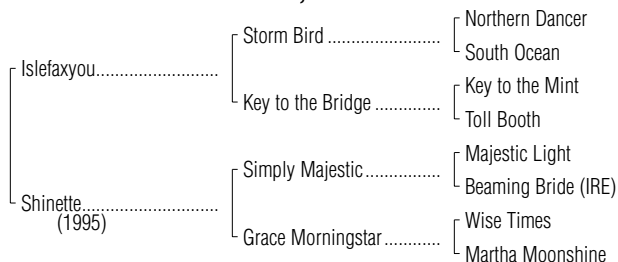 Northern Dancer
Storm Bird .......................
South Ocean
Islefaxyou.........................
Key to the Mint
Key to the Bridge ..............
Toll Booth
Majestic Light
Simply Majestic...............
Beaming Bride (IRE)
Shinette............................
(1995)
Wise Times
Grace Morningstar............
Martha Moonshine